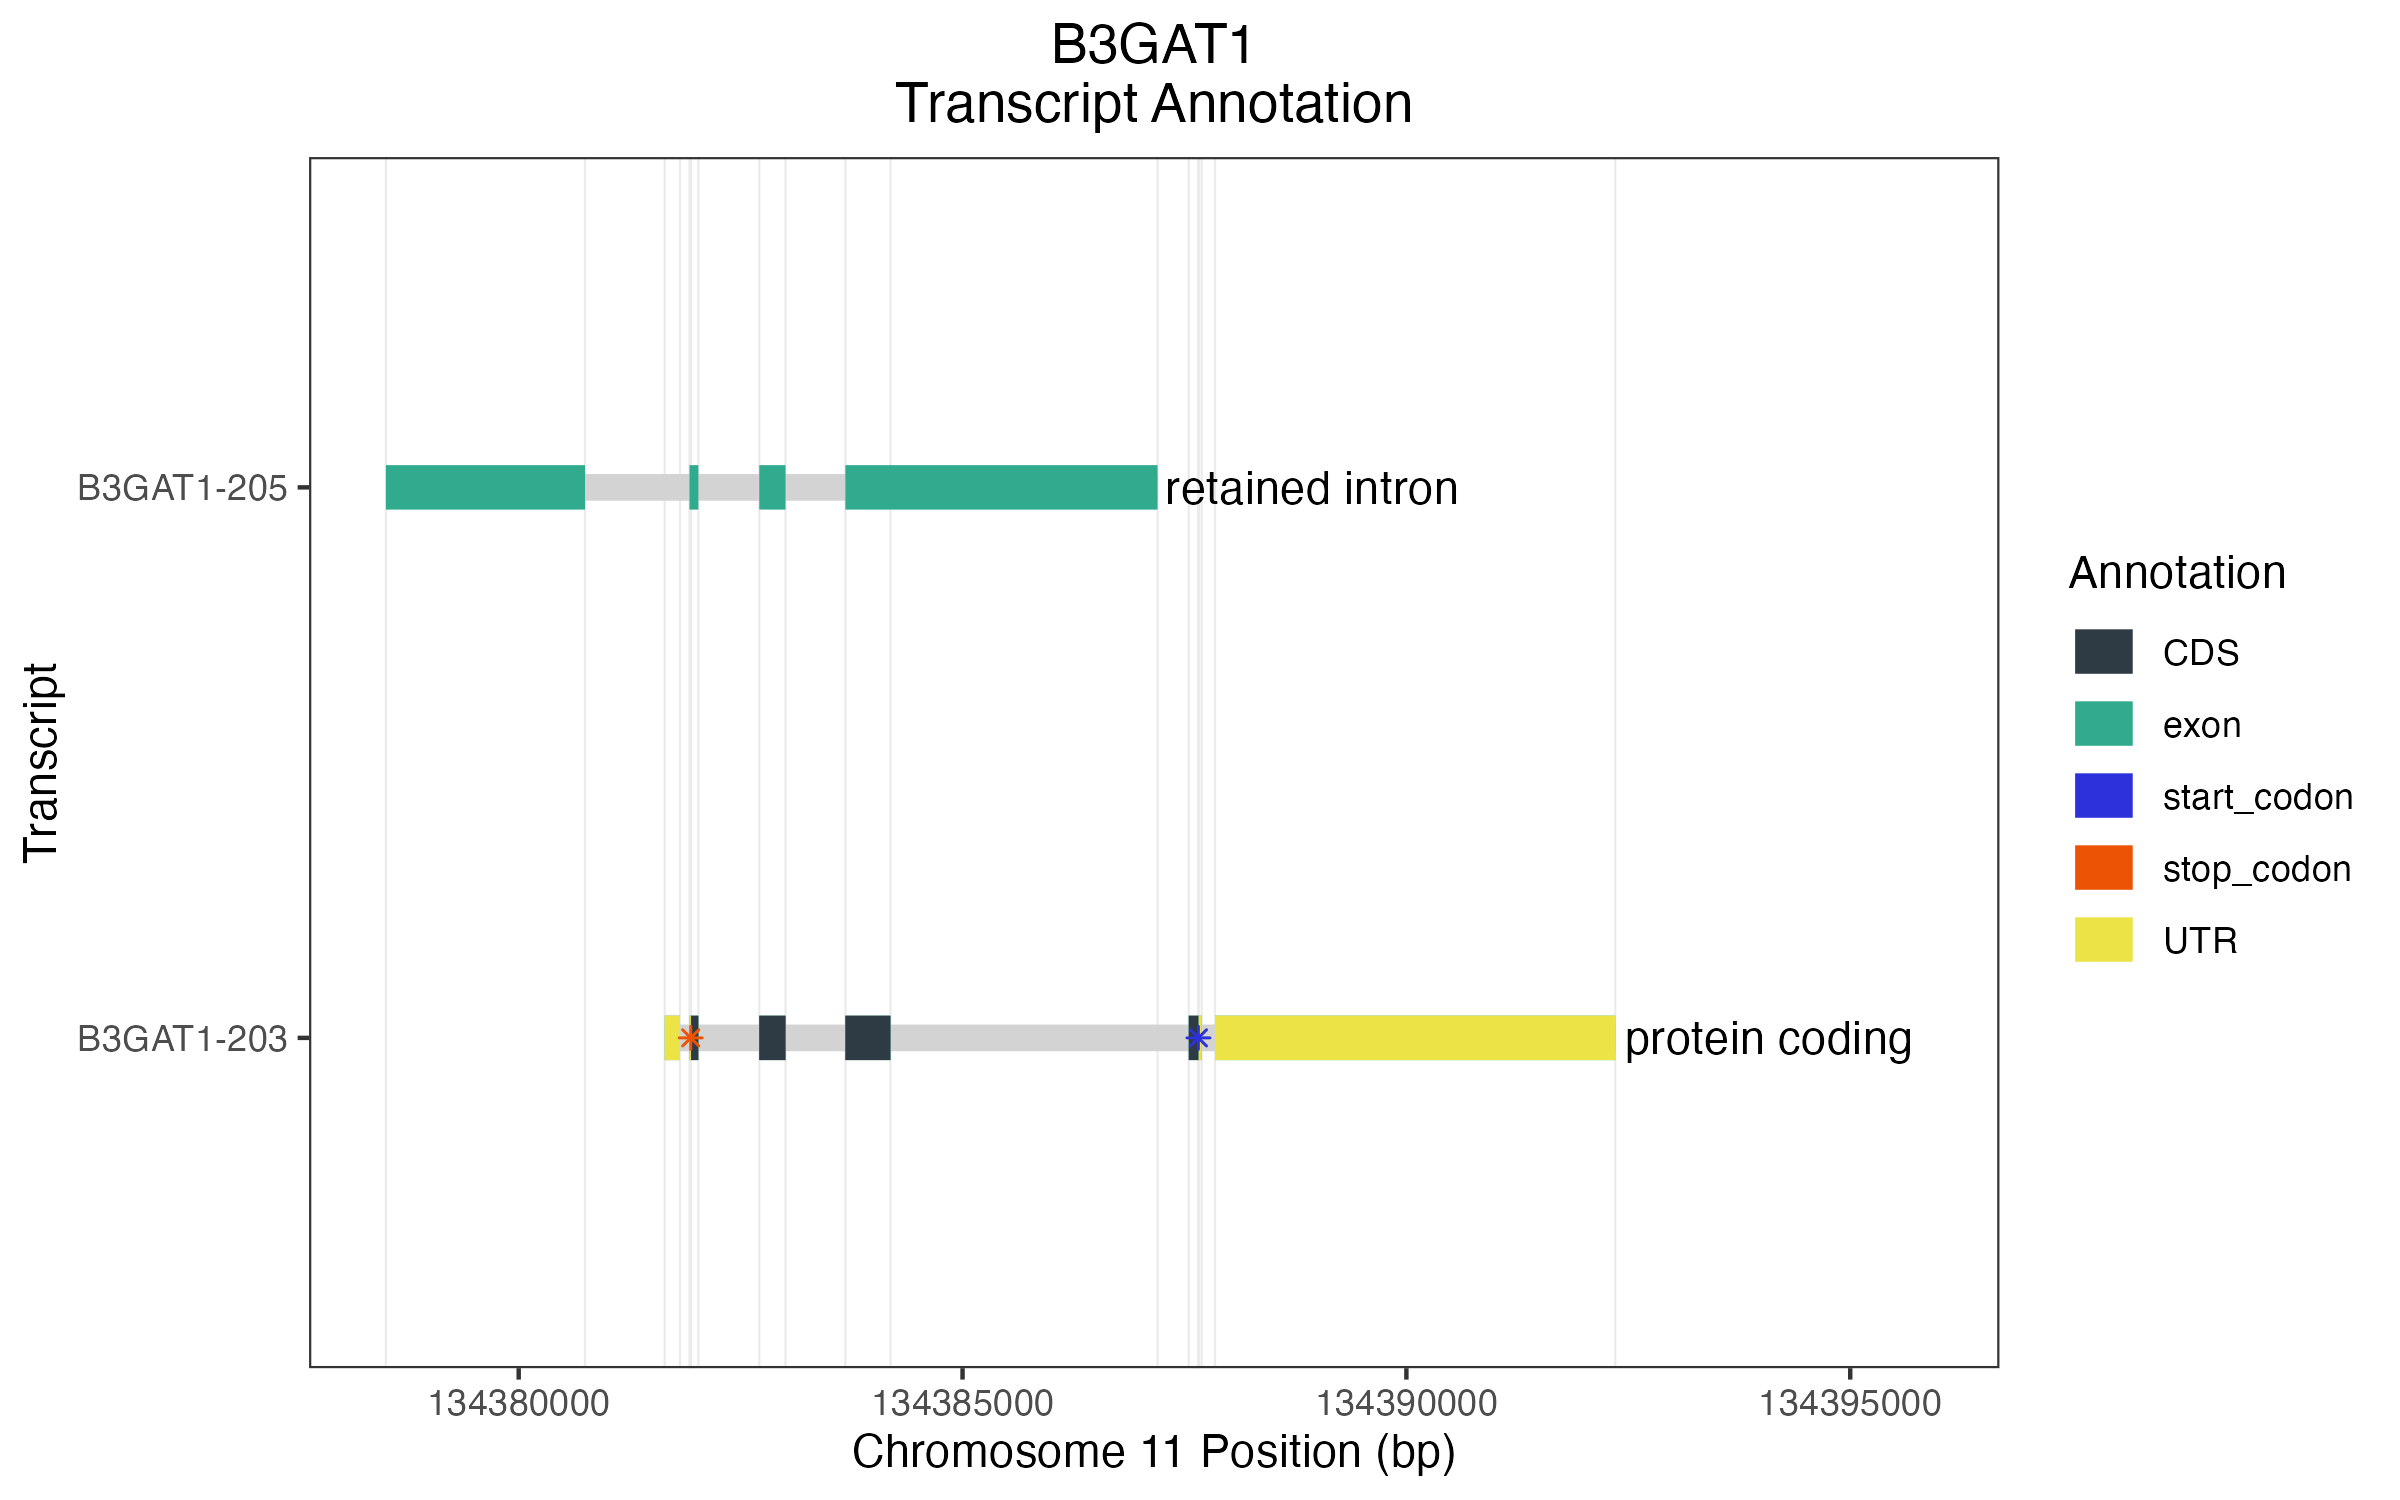 B3GAT1
Transcript Annotation
Transcript
B3GAT1-205
retained intron
B3GAT1-203
protein coding
134380000
134385000
134390000
134395000
Chromosome 11 Position (bp)
Annotation
CDS
exon
start_codon
stop_codon
UTR